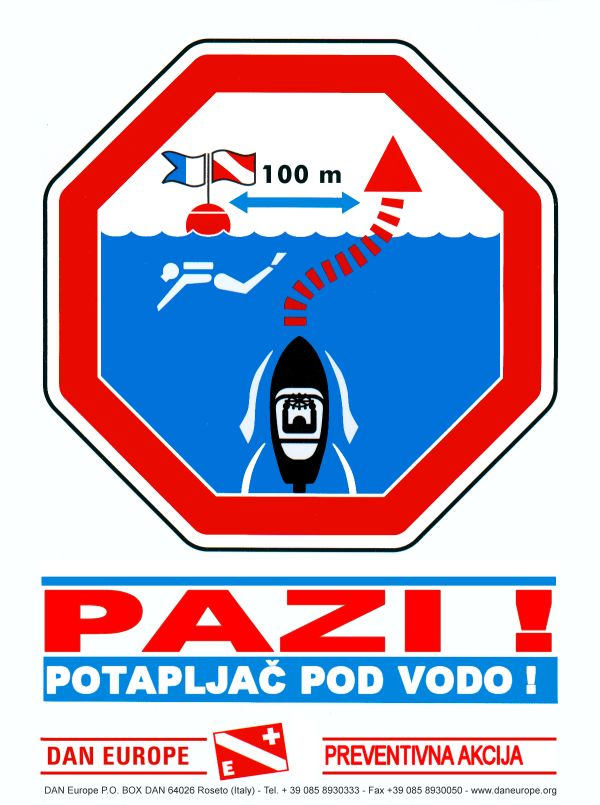 100 m
PAZI !
POTAPLJAČ POD VODO !
DAN EUROPE
E
PREVENTIVNA AKCIJA
DAN Europe P.O. BOX DAN 64026 Roseto (Italy) - Tel. + 39 085 8930333 - Fax +39 085 8930050 - www.daneurope.org